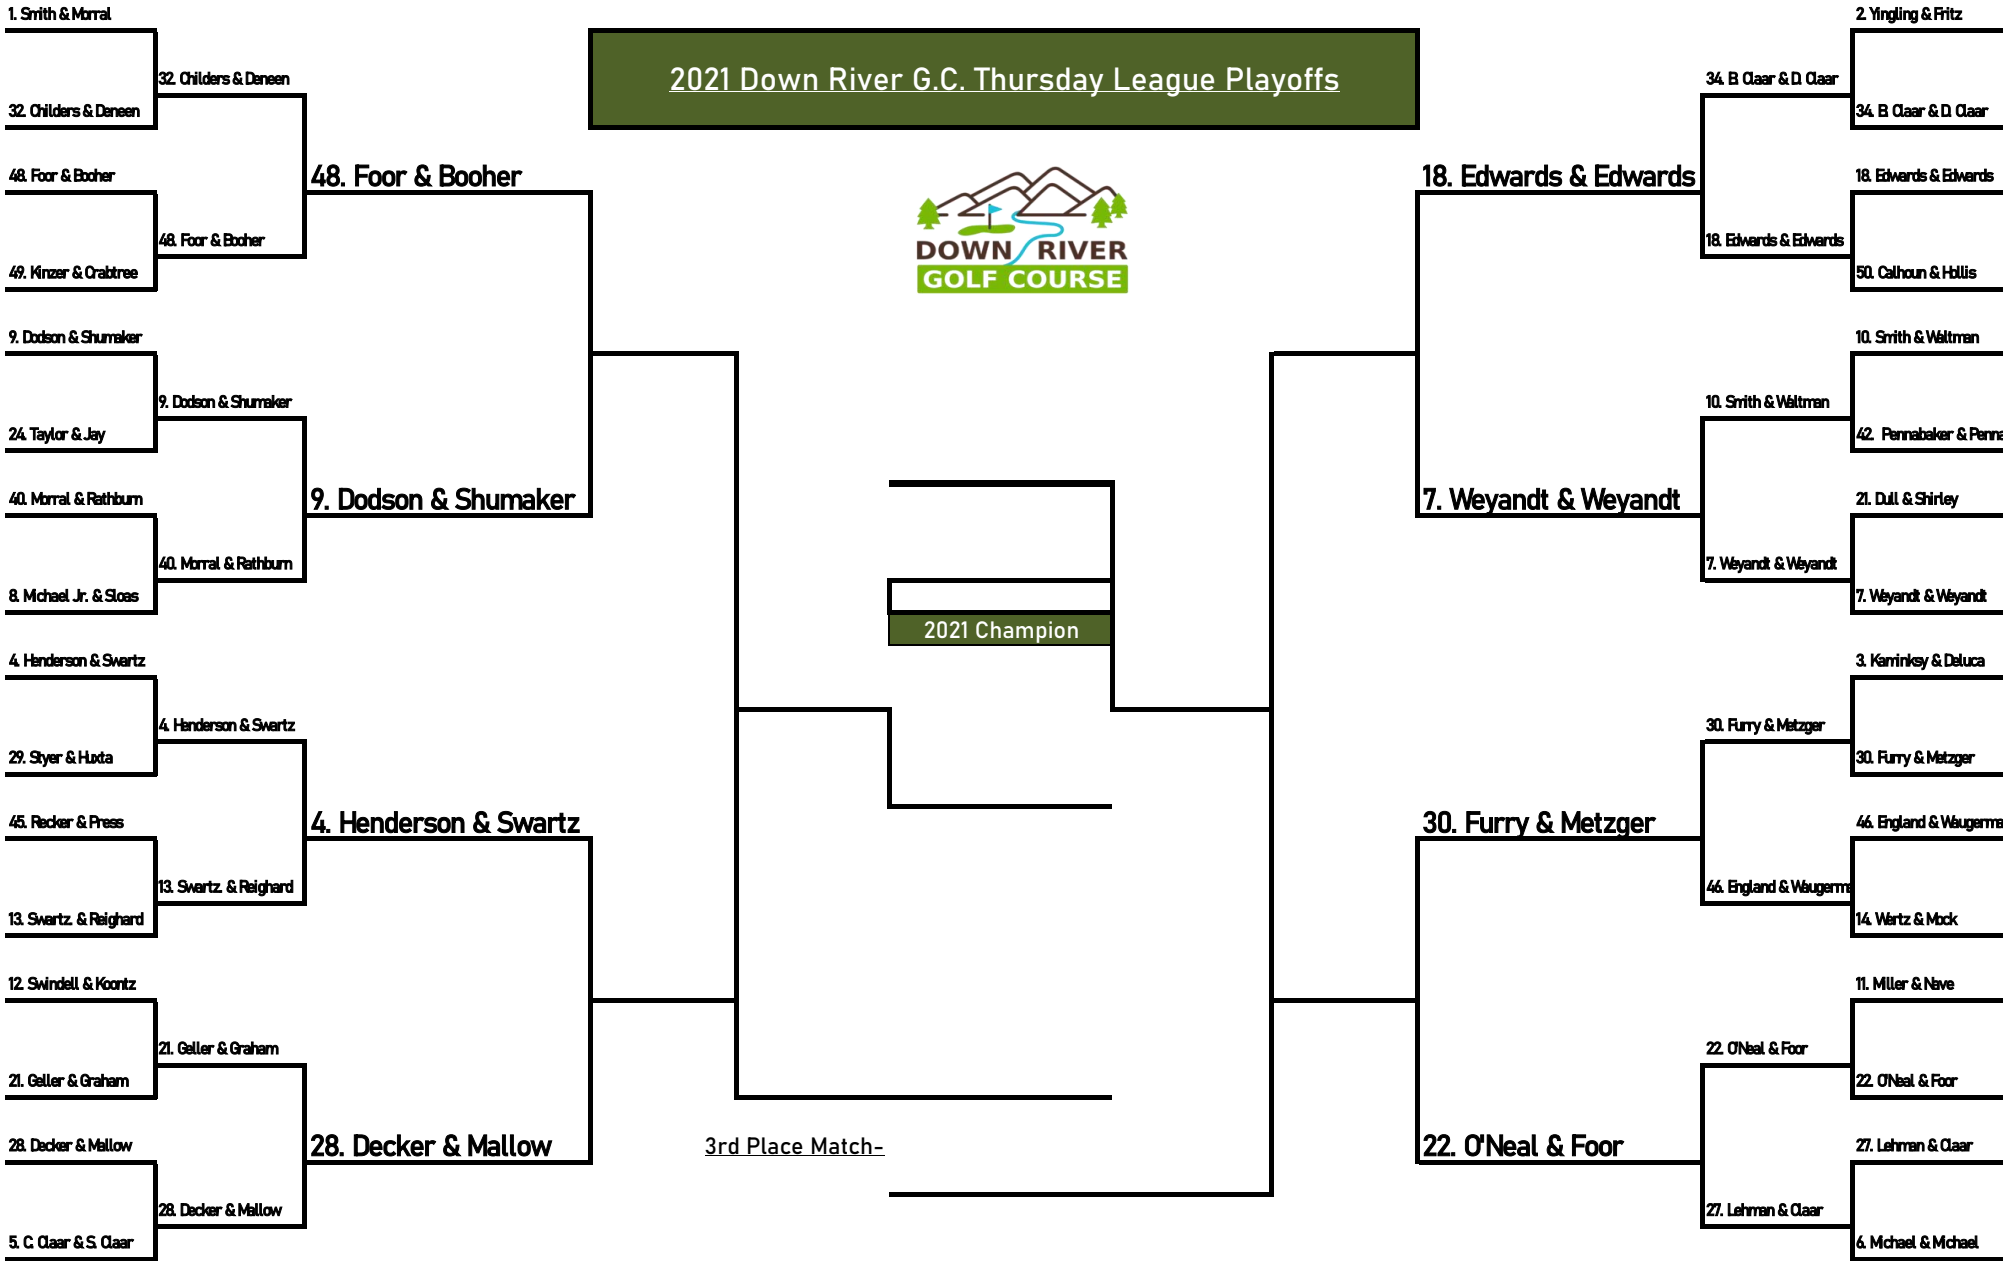 1. Smith & Morral
32. Childers & Deneen
32. Childers & Deneen
48. Foor & Booher
48. Foor & Booher
48. Foor & Booher
49. Kinzer & Crabtree
9. Dodson & Shumaker
9. Dodson & Shumaker
24. Taylor & Jay
9. Dodson & Shumaker
40. Morral & Rathburn
40. Morral & Rathburn
8. Michael Jr. & Sloas
4. Henderson & Swartz
4. Henderson & Swartz
29. Styer & Huxta
4. Henderson & Swartz
45. Recker & Press
13. Swartz. & Reighard
13. Swartz. & Reighard
12. Swindell & Koontz
21. Geller & Graham
21. Geller & Graham
28. Decker & Mallow
28. Decker & Mallow
28. Decker & Mallow
5. C. Claar & S. Claar
2021 Down River G.C. Thursday League Playoffs
DOWN RIVER
GOLF COURSE
2021 Champion
3rd Place Match-
2. Yingling & Fritz
34. B. Claar & D. Claar
34. B. Claar & D. Claar
18. Edwards & Edwards
18. Edwards & Edwards
18. Edwards & Edwards
50. Calhoun & Hollis
10. Smith & Waltman
10. Smith & Waltman
42. Pennabaker & Penna
7. Weyandt & Weyandt
21. Dull & Shirley
7. Weyandt & Weyandt
7. Weyandt & Weyandt
3. Kaminksy & Deluca
30. Furry & Metzger
30. Furry & Metzger
30. Furry & Metzger
46. England & Waugerma
46. England & Waugerma
14. Wertz & Mock
11. Miller & Nave
22. O'Neal & Foor
22. O'Neal & Foor
22. O'Neal & Foor
27. Lehman & Claar
27. Lehman & Claar
6. Michael & Michael